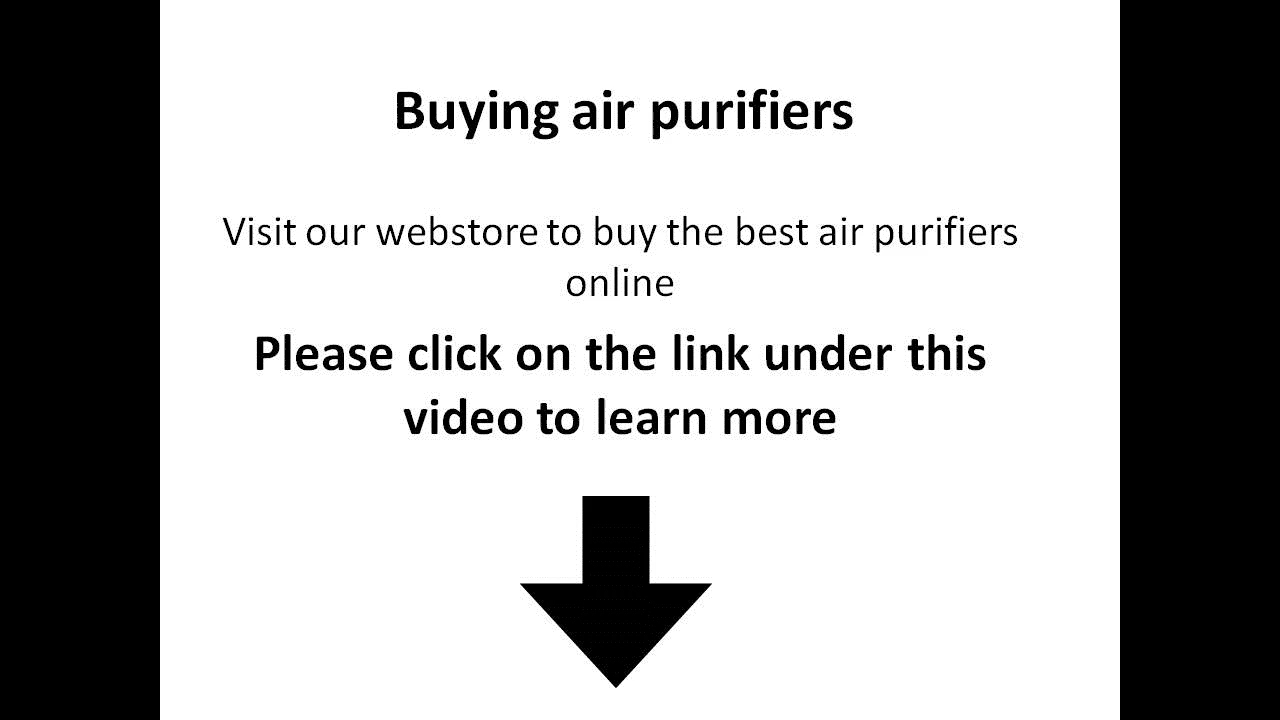 Buying air purifiers
Visit our webstore to buy the best air purifiers
online
Please click on the link under this
video to learn more